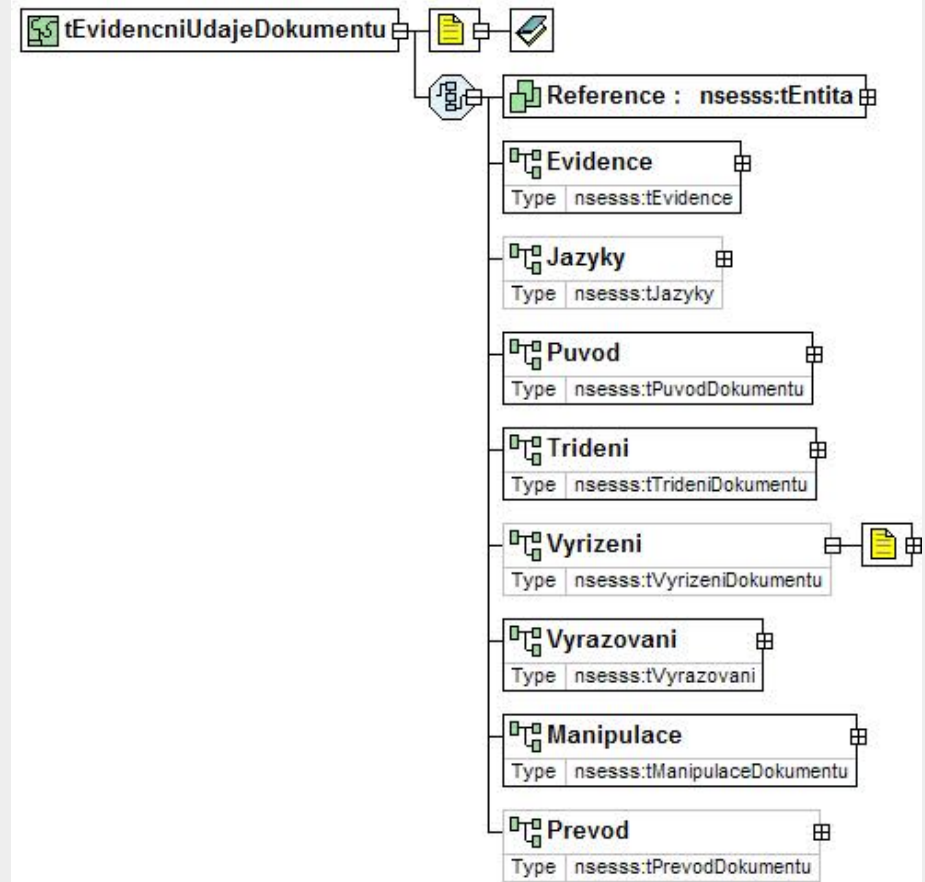 tEvidencniUdajeDokumentu
Reference : nsesss:tEntita
Evidence
Type nsesss:tEvidence
Jazyky
Type nsesss:tJazyky
Puvod
Type nsesss:tPuvodDokumentu
Trideni
Type nsesss:tTrideniDokumentu
Vyrizeni
Type nsesss:tVyrizeniDokumentu
Vyrazovani
Type nsesss:tVyrazovani
Manipulace
Type nsesss:tManipulaceDokumentu
Prevod
Type nsesss:tPrevodDokumentu